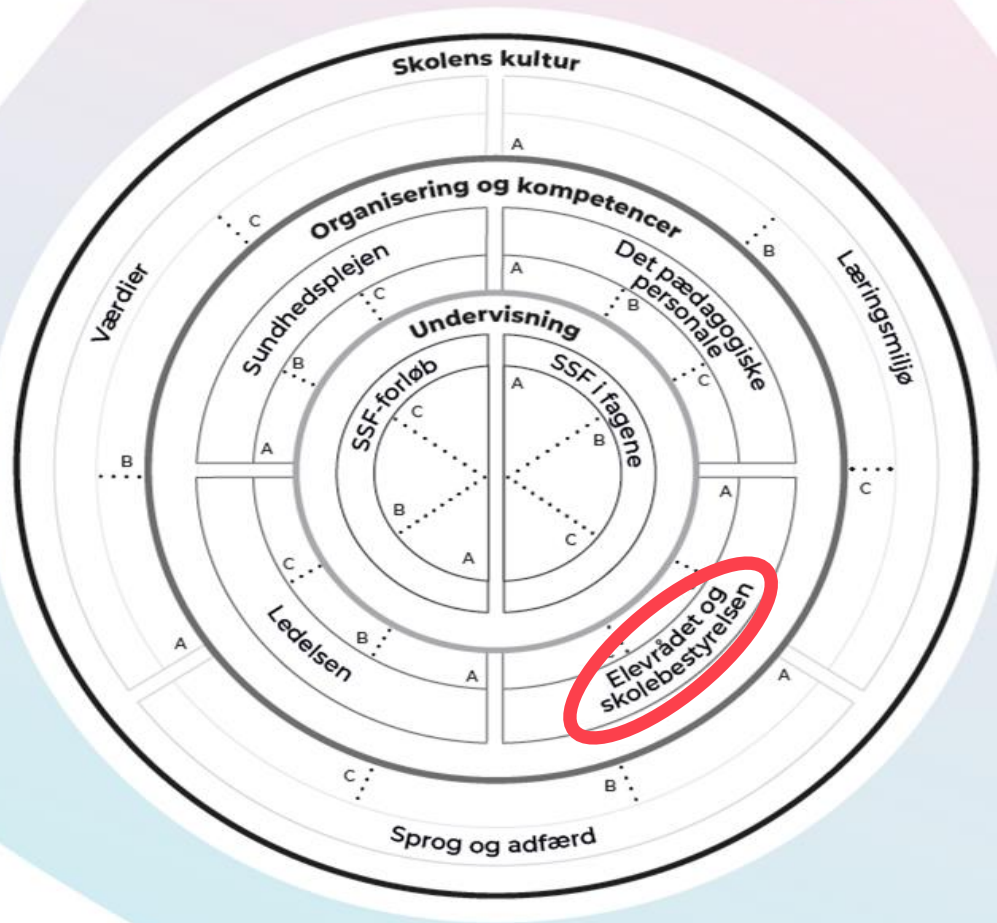 Skolens kultur
A
Organisering og kompetencer
C
B
Værdier
Læringsmiljø
Sundhedsplejen
Det pædagogiske
personale
A
C
B
Undervisning
B
C
SSF-forløb
SSF i fagene
A
C
B
A
B
C
B
A
C
A
C
B
A
Ledelsen
Elevrådet og
skolebestyrelsen
A
A
A
C
B
Sprog og adfærd